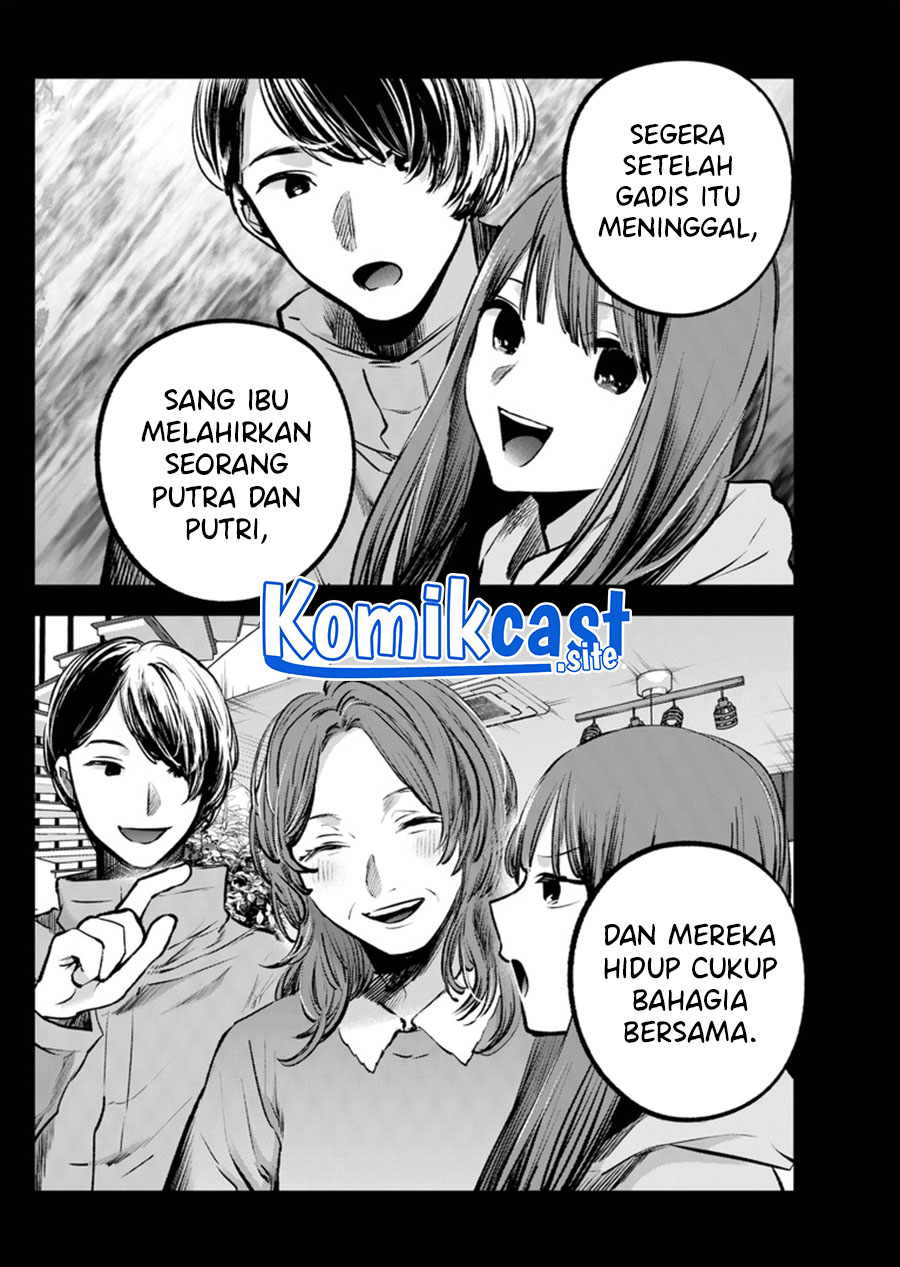 SEGERA
SETELAH
GADIS ITU
MENINGGAL,
SANG IBU
MELAHIRKAN
SEORANG
PUTRA DAN
PUTRI,
Komikcast
.site
DAN MEREKA
HIDUP CUKUP
BAHAGIA
BERSAMA.